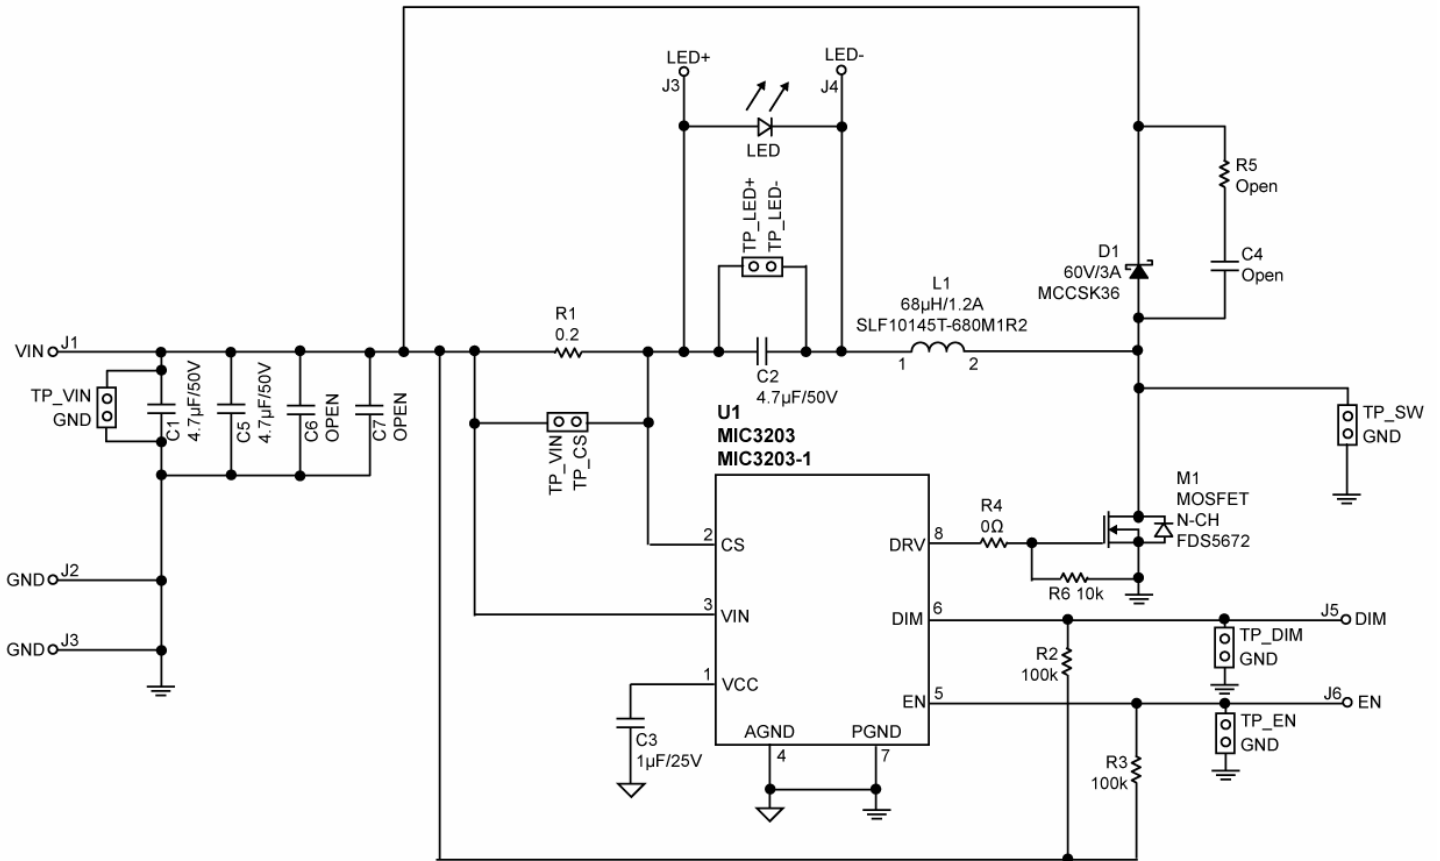 LED+
J3
LED-
J4
LED
TP_LED+
TP_LED-
R5
Open
C4
Open
D1
60V/3A
MCCSK36
L1
68µH/1.2A
SLF10145T-680M1R2
1
2
R1
0.2
VIN
J1
TP_VIN
GND
C1
4.7µF/50V
C5
4.7µF/50V
C6
OPEN
C7
OPEN
C2
4.7µF/50V
TP_VIN
TP_CS
U1
MIC3203
MIC3203-1
TP_SW
GND
M1
MOSFET
N-CH
FDS5672
R4
0Ω
R6 10k
2
CS
3
VIN
1
VCC
8
DRV
6
DIM
5
EN
AGND
4
PGND
7
GND
J2
GND
J3
C3
1µF/25V
R2
100k
R3
100k
J5
DIM
TP_DIM
GND
J6
EN
TP_EN
GND